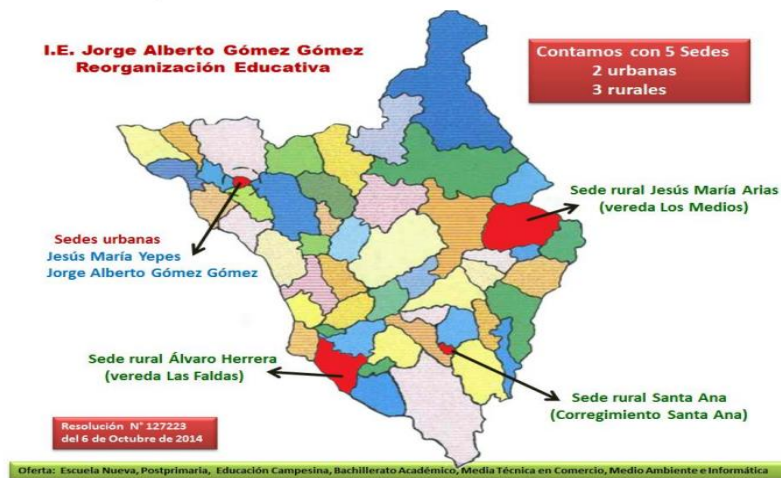 I.E. Jorge Alberto Gómez Gómez
Reorganización Educativa
Contamos con 5 Sedes
2 urbanas
3 rurales
Sede rural Jesús María Arias
(vereda Los Medios)
Sedes urbanas
Jesús María Yepes
Jorge Alberto Gómez Gómez
Sede rural Álvaro Herrera
(vereda Las Faldas)
Sede rural Santa Ana
(Corregimiento Santa Ana)
Resolución N° 127223
del 6 de Octubre de 2014
Oferta: Escuela Nueva, Postprimaria, Educación Campesina, Bachillerato Académico, Media Técnica en Comercio, Medio Ambiente e Informática